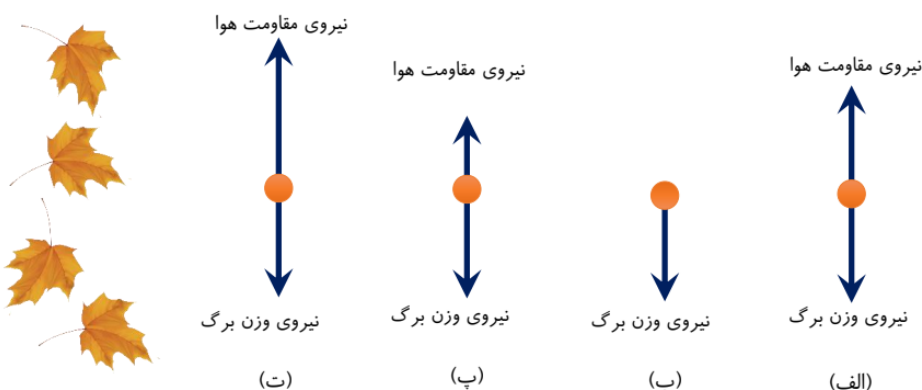 نیروی مقاومت هوا
نیروی مقاومت هوا
نیروی مقاومت هوا
نیروی وزن برگ
نیروی وزن برگ
نیروی وزن برگ
نیروی وزن برگ
(الف)
(ب)
(پ)
(ت)